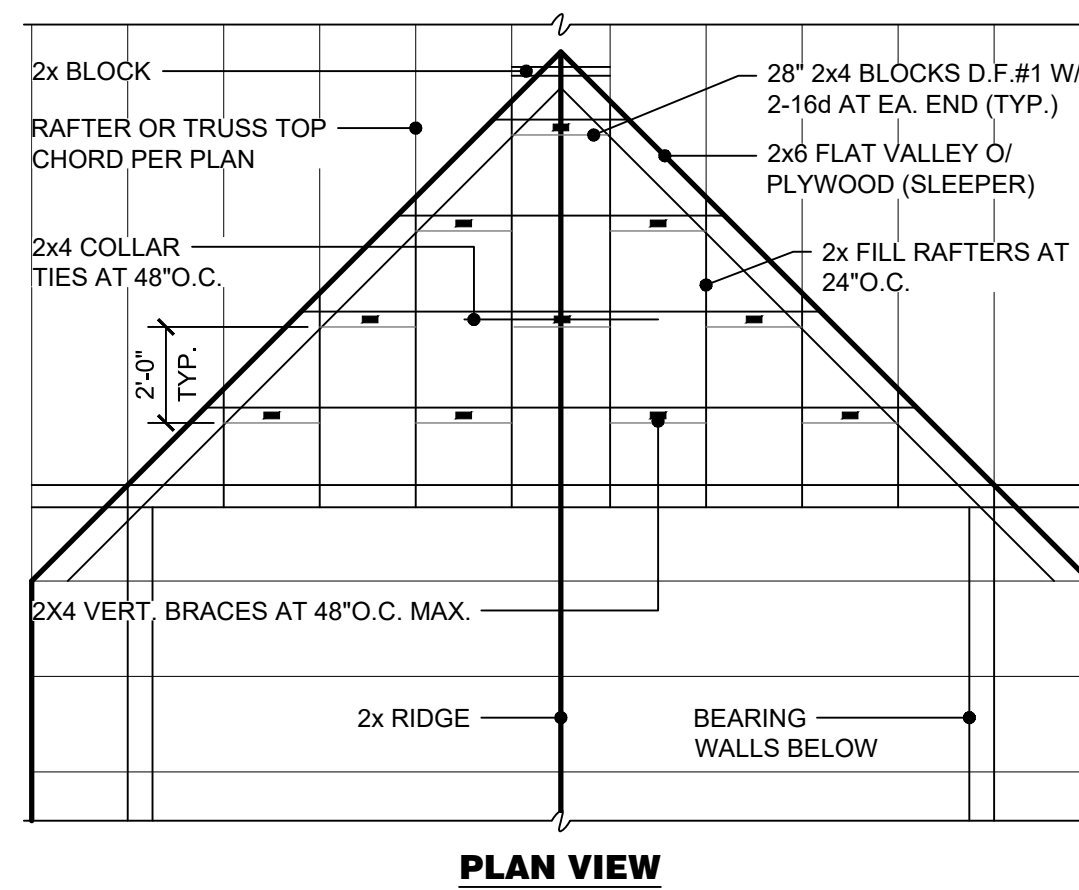 2x BLOCK
28" 2x4 BLOCKS D.F.#1 W/
2-16d AT EA. END (TYP.)
RAFTER OR TRUSS TOP
CHORD PER PLAN
2x6 FLAT VALLEY O/
PLYWOOD (SLEEPER)
2x4 COLLAR
TIES AT 48"O.C.
2x FILL RAFTERS AT
24"O.C.
2'-0"
TYP.
2X4 VERT. BRACES AT 48"O.C. MAX.
2x RIDGE
BEARING
WALLS BELOW
PLAN VIEW